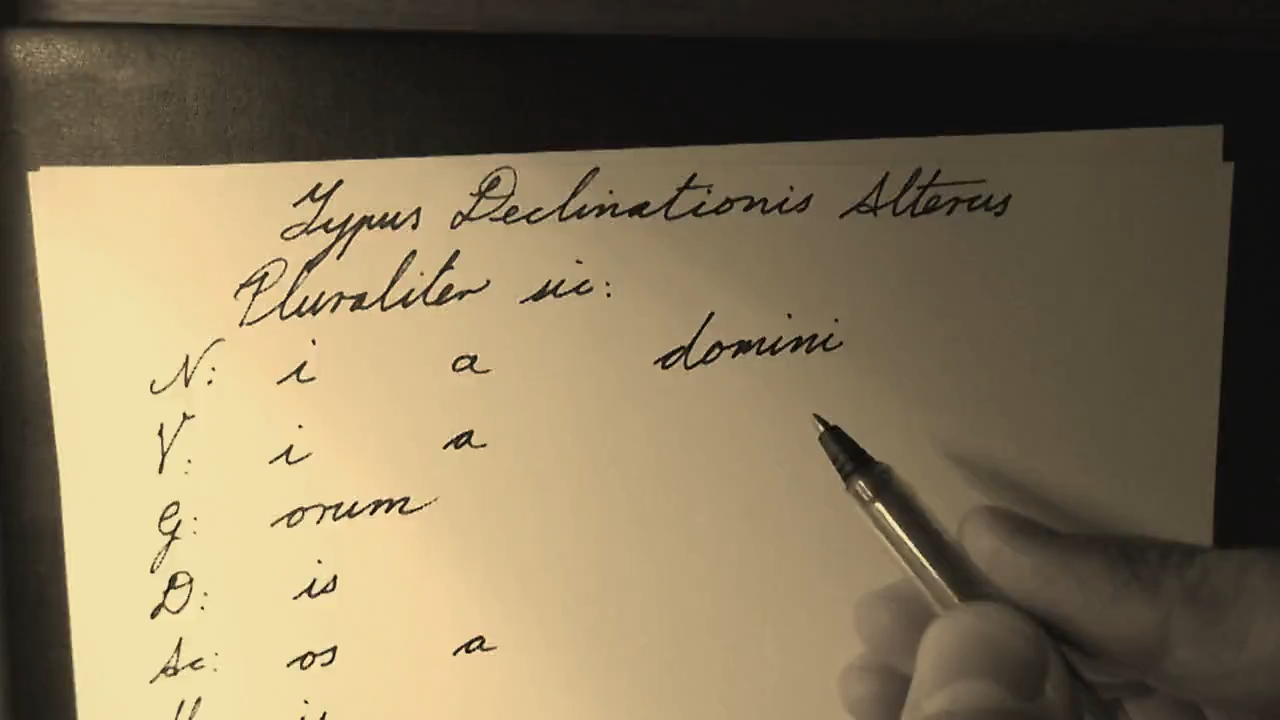 Typus Declinationis Alterus
Pluraliter sic:
N: i a domini
V: i a
G: orum
D: is
Ac: os a